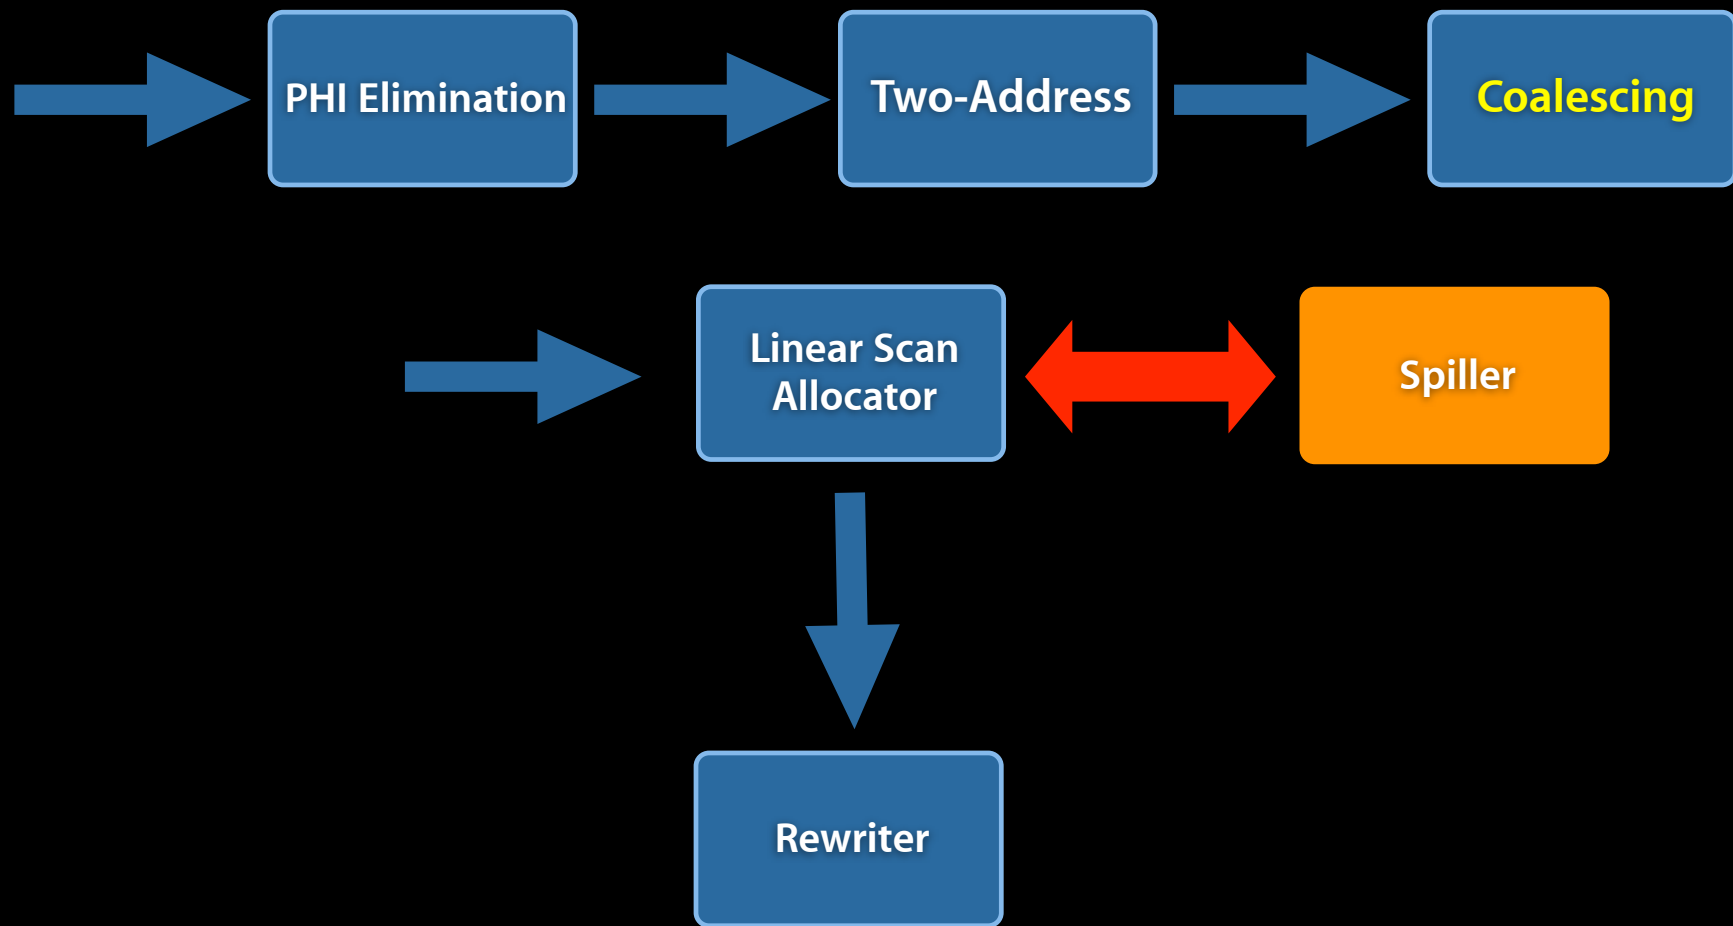 PHI Elimination
Two-Address
Coalescing
Linear Scan
Allocator
Spiller
Rewriter